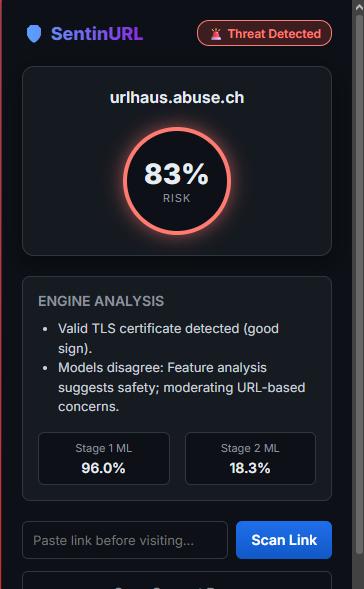 SentinURL
Threat Detected
urlhaus.abuse.ch
83%
RISK
ENGINE ANALYSIS
• Valid TLS certificate detected (good
sign).
• Models disagree: Feature analysis
suggests safety; moderating URL-based
concerns.
Stage 1 ML
96.0%
Stage 2 ML
18.3%
Paste link before visiting...
Scan Link